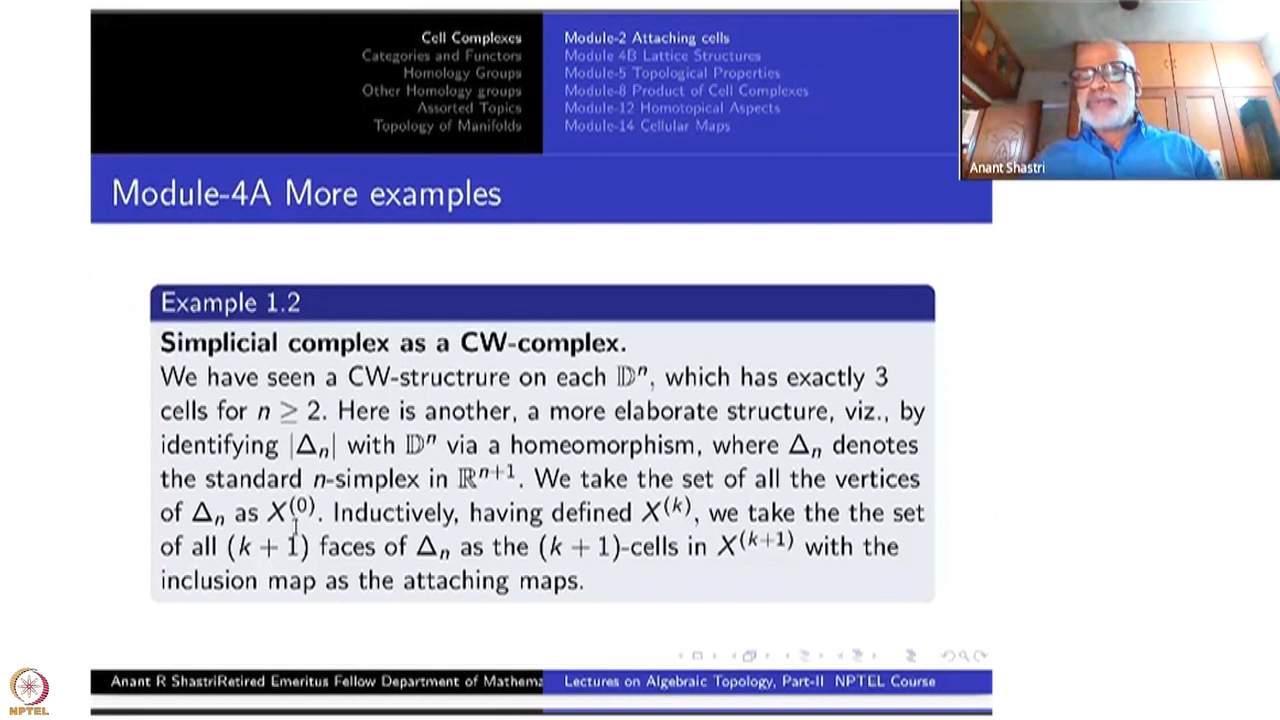 Cell Complexes
Categories and Functors
Homology Groups
Other Homology groups
Assorted Topics
Topology of Manifolds
Module-2 Attaching cells
Module 4B Lattice Structures
Module-5 Topological Properties
Module-8 Product of Cell Complexes
Module-12 Homotopical Aspects
Module-14 Cellular Maps
Anant Shastri
Module-4A More examples
Example 1.2
Simplicial complex as a CW-complex.
We have seen a CW-structrure on each 𝔻ⁿ, which has exactly 3
cells for n ≥ 2. Here is another, a more elaborate structure, viz., by
identifying |Δₙ| with 𝔻ⁿ via a homeomorphism, where Δₙ denotes
the standard n-simplex in ℝⁿ⁺¹. We take the set of all the vertices
of Δₙ as X⁽⁰⁾. Inductively, having defined X⁽ᵏ⁾, we take the the set
of all (k + 1) faces of Δₙ as the (k + 1)-cells in X⁽ᵏ⁺¹⁾ with the
inclusion map as the attaching maps.
Anant R ShastriRetired Emeritus Fellow Department of Mathema
Lectures on Algebraic Topology, Part-II NPTEL Course
NPTEL